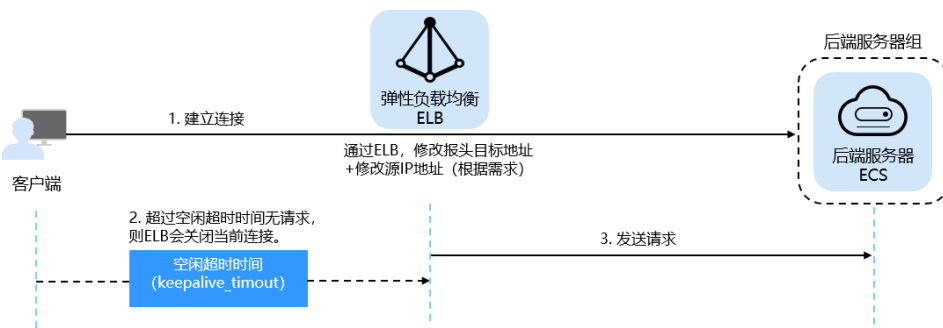 后端服务器组
弹性负载均衡
ELB
1. 建立连接
通过ELB，修改报头目标地址
+修改源IP地址（根据需求）
后端服务器
ECS
客户端
2. 超过空闲超时时间无请求，
则ELB会关闭当前连接。
3. 发送请求
空闲超时时间
（keepalive_timout）